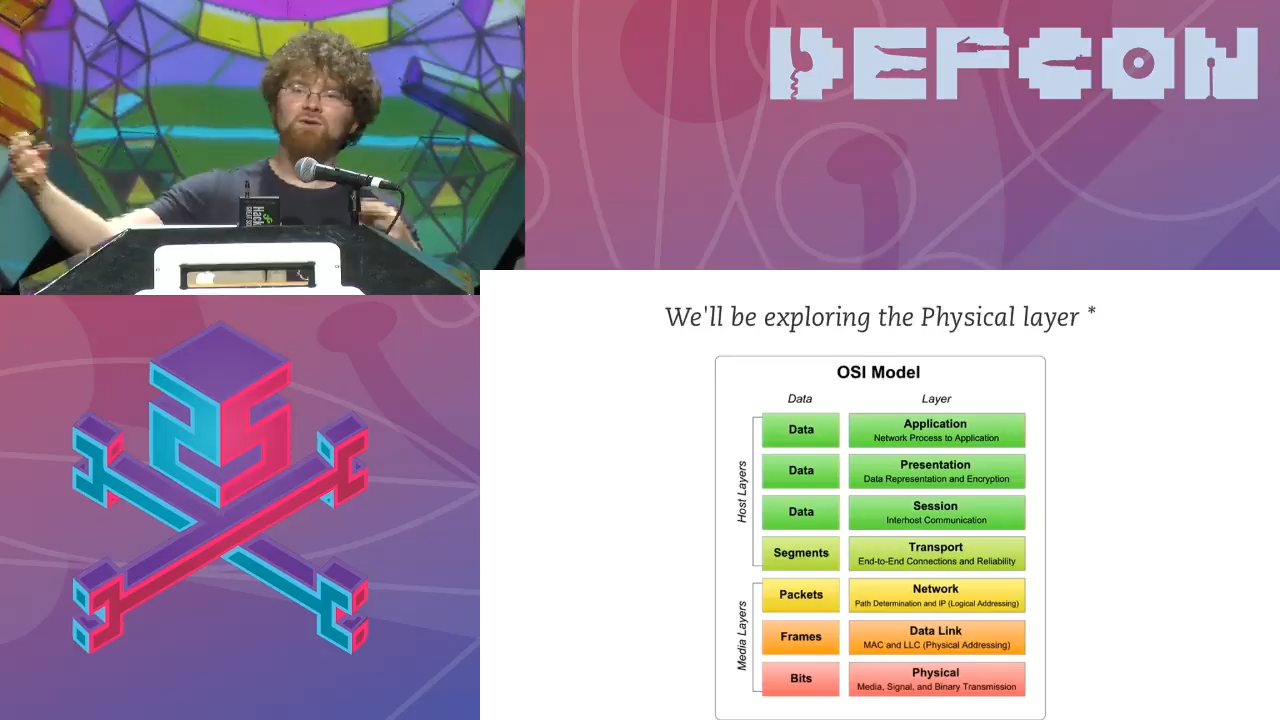 DEFCON
Hack
25
We'll be exploring the Physical layer *
OSI Model
Data Layer
Host Layers
Data Application
Network Process to Application
Data Presentation
Data Representation and Encryption
Data Session
Interhost Communication
Segments Transport
End-to-End Connections and Reliability
Media Layers
Packets Network
Path Determination and IP (Logical Addressing)
Frames Data Link
MAC and LLC (Physical Addressing)
Bits Physical
Media, Signal, and Binary Transmission